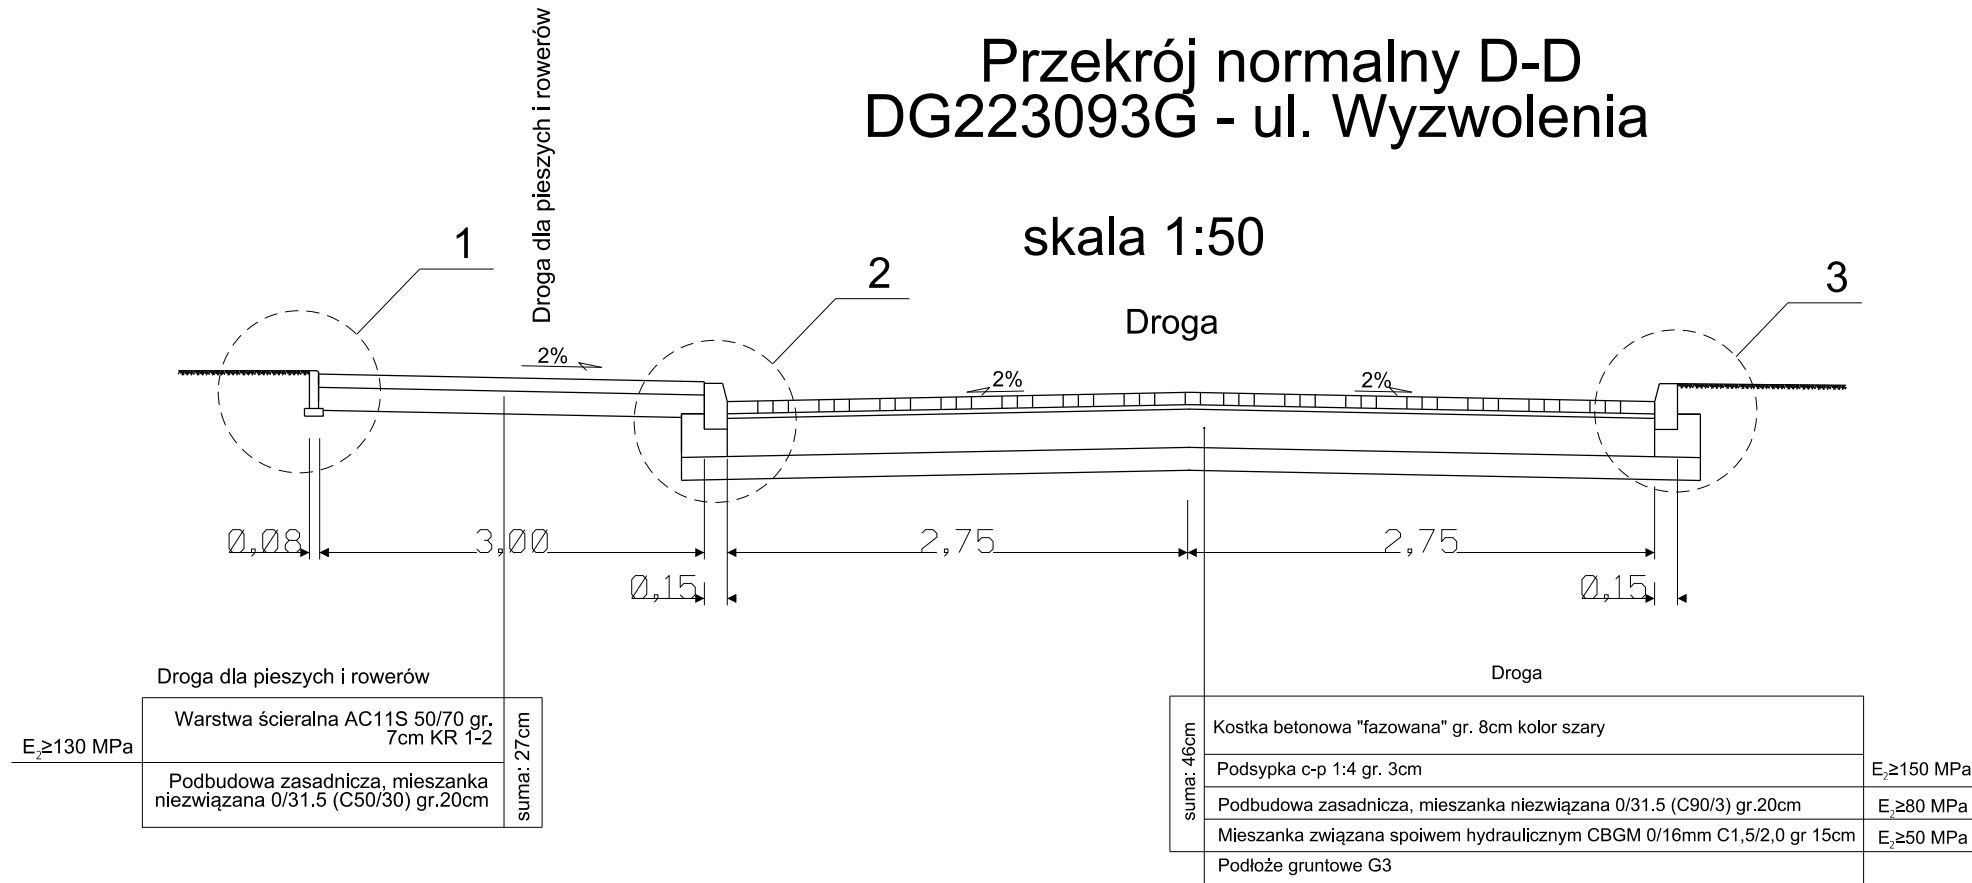 Przekrój normalny D-D
DG223093G - ul. Wyzwolenia
skala 1:50
Droga dla pieszych i rowerów
1
2
3
Droga
2%
2%
2%
0,08
3,00
2,75
2,75
0,15
0,15
Droga dla pieszych i rowerów
Warstwa ścieralna AC11S 50/70 gr.
7cm KR 1-2
E₂≥130 MPa
Podbudowa zasadnicza, mieszanka
niezwiązana 0/31.5 (C50/30) gr.20cm
suma: 27cm
Droga
suma: 46cm
Kostka betonowa "fazowana" gr. 8cm kolor szary
Podsypka c-p 1:4 gr. 3cm
E₂≥150 MPa
Podbudowa zasadnicza, mieszanka niezwiązana 0/31.5 (C90/3) gr.20cm
E₂≥80 MPa
Mieszanka związana spoiwem hydraulicznym CBGM 0/16mm C1,5/2,0 gr 15cm
E₂≥50 MPa
Podłoże gruntowe G3